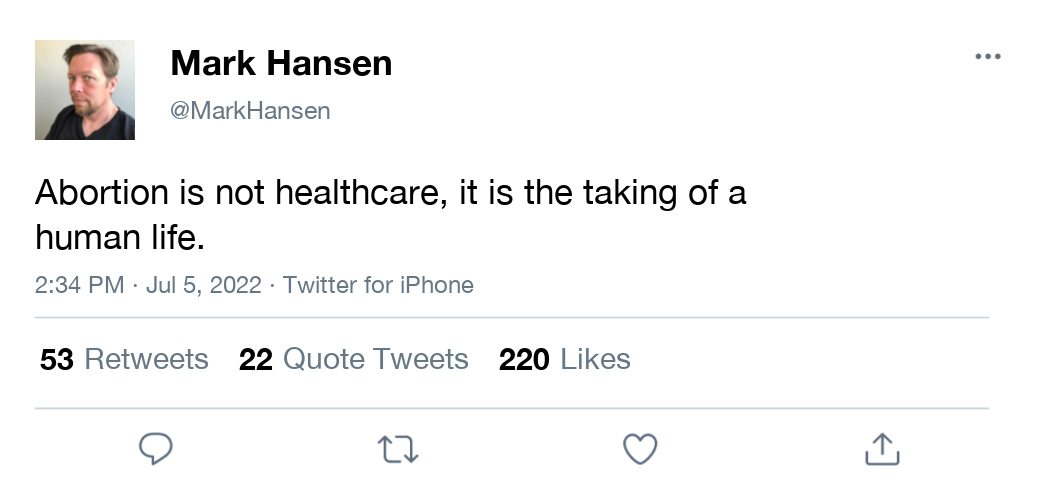 Mark Hansen
@MarkHansen
Abortion is not healthcare, it is the taking of a
human life.
2:34 PM · Jul 5, 2022 · Twitter for iPhone
53 Retweets 22 Quote Tweets 220 Likes